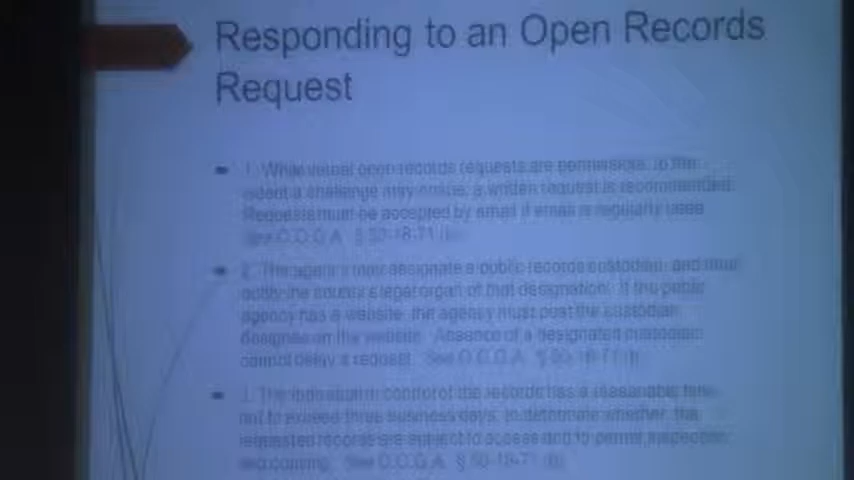 Responding to an Open Records
Request
1. While verbal open records requests are permissible, to the
extent a challenge may a written request is recommended.
Requests must be accepted by email if email is regularly used.
See O.C.G.A. § 50-18-71 (b)
2. The agency may designate a public records custodian, and must
notify the county's legal organ of that designation. If the public
agency has a website, the agency must post the custodian
designee on the website. Absence of a designated custodian
cannot delay a request. See O.C.G.A. § 50-18-71
3. The individual in control of the records has a reasonable time,
not to exceed three business days, to determine whether the
requested records are subject to access and to permit inspection
and copying. See O.C.G.A. § 50-18-71 (b)